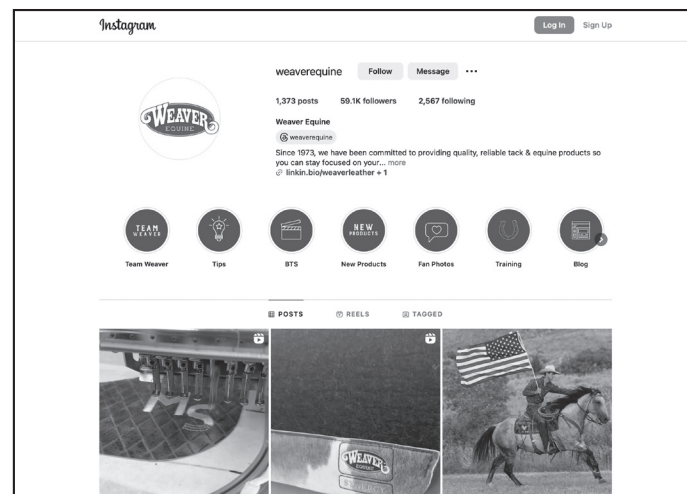 Instagram
Log In Sign Up
weaverequine Follow Message •••
1,373 posts 59.1K followers 2,567 following
Weaver Equine
weaverequine
Since 1973, we have been committed to providing quality, reliable tack & equine products so
you can stay focused on your... more
linkin.bio/weaverleather + 1
WEAVER
EQUINE
TEAM
WEAVER
NEW
PRODUCTS
Team Weaver Tips BTS New Products Fan Photos Training Blog
POSTS REELS TAGGED
MS
WEAVER
EQUINE